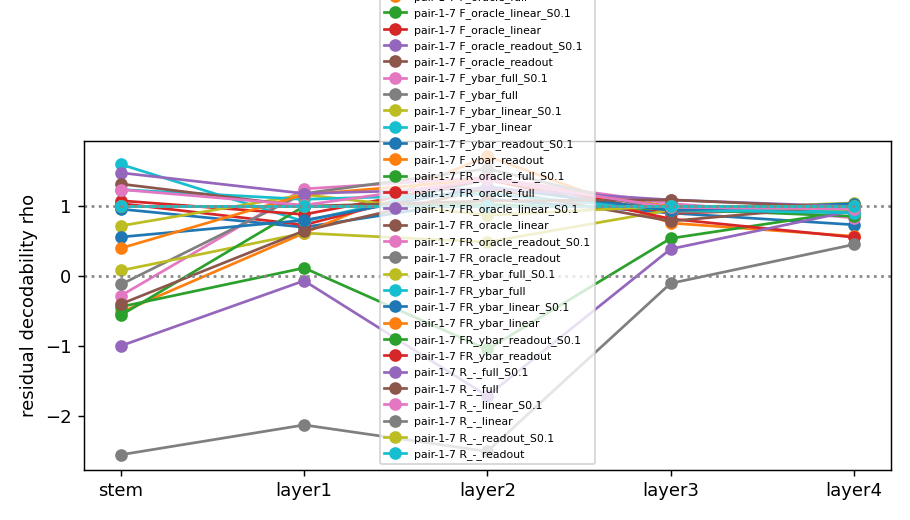 pair-1-7 F_oracle_linear_S0.1
pair-1-7 F_oracle_linear
pair-1-7 F_oracle_readout_S0.1
pair-1-7 F_oracle_readout
pair-1-7 F_ybar_full_S0.1
pair-1-7 F_ybar_full
pair-1-7 F_ybar_linear_S0.1
pair-1-7 F_ybar_linear
pair-1-7 F_ybar_readout_S0.1
pair-1-7 F_ybar_readout
pair-1-7 FR_oracle_full_S0.1
pair-1-7 FR_oracle_full
pair-1-7 FR_oracle_linear_S0.1
pair-1-7 FR_oracle_linear
pair-1-7 FR_oracle_readout_S0.1
pair-1-7 FR_oracle_readout
pair-1-7 FR_ybar_full_S0.1
pair-1-7 FR_ybar_full
pair-1-7 FR_ybar_linear_S0.1
pair-1-7 FR_ybar_linear
pair-1-7 FR_ybar_readout_S0.1
pair-1-7 FR_ybar_readout
pair-1-7 R_-_full_S0.1
pair-1-7 R_-_full
pair-1-7 R_-_linear_S0.1
pair-1-7 R_-_linear
pair-1-7 R_-_readout_S0.1
pair-1-7 R_-_readout
residual decodability rho
1
0
−1
−2
stem
layer1
layer2
layer3
layer4